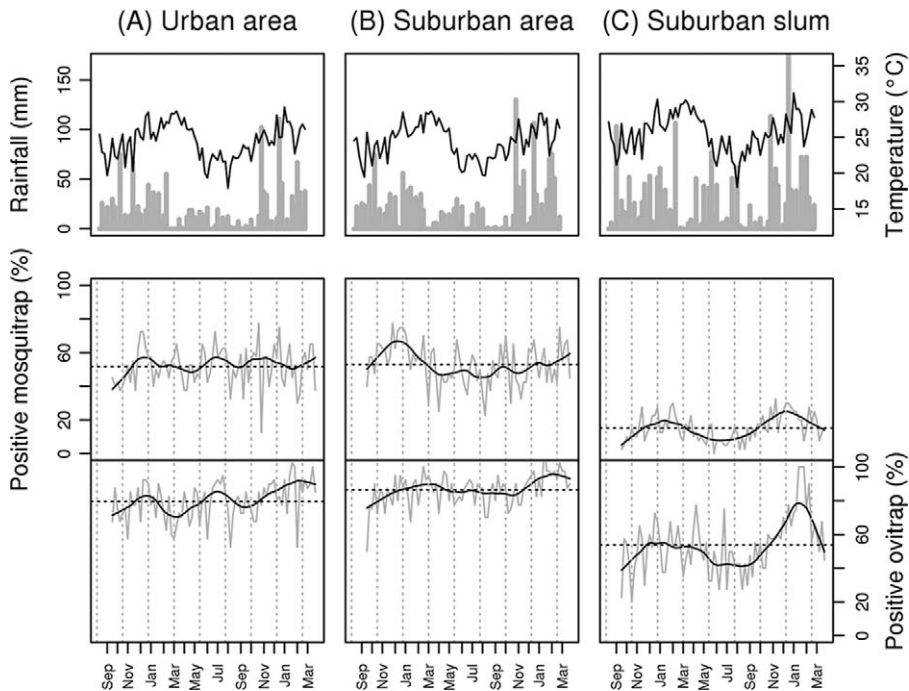 (A) Urban area (B) Suburban area (C) Suburban slum
Rainfall (mm)
150
100
50
0
35
30
25
20
15
Temperature (°C)
Positive mosquitrap (%)
100
60
20
0
100
60
20
0
Positive ovitrap (%)
Sep Nov Jan Mar May Jul Sep Nov Jan Mar
Sep Nov Jan Mar May Jul Sep Nov Jan Mar
Sep Nov Jan Mar May Jul Sep Nov Jan Mar